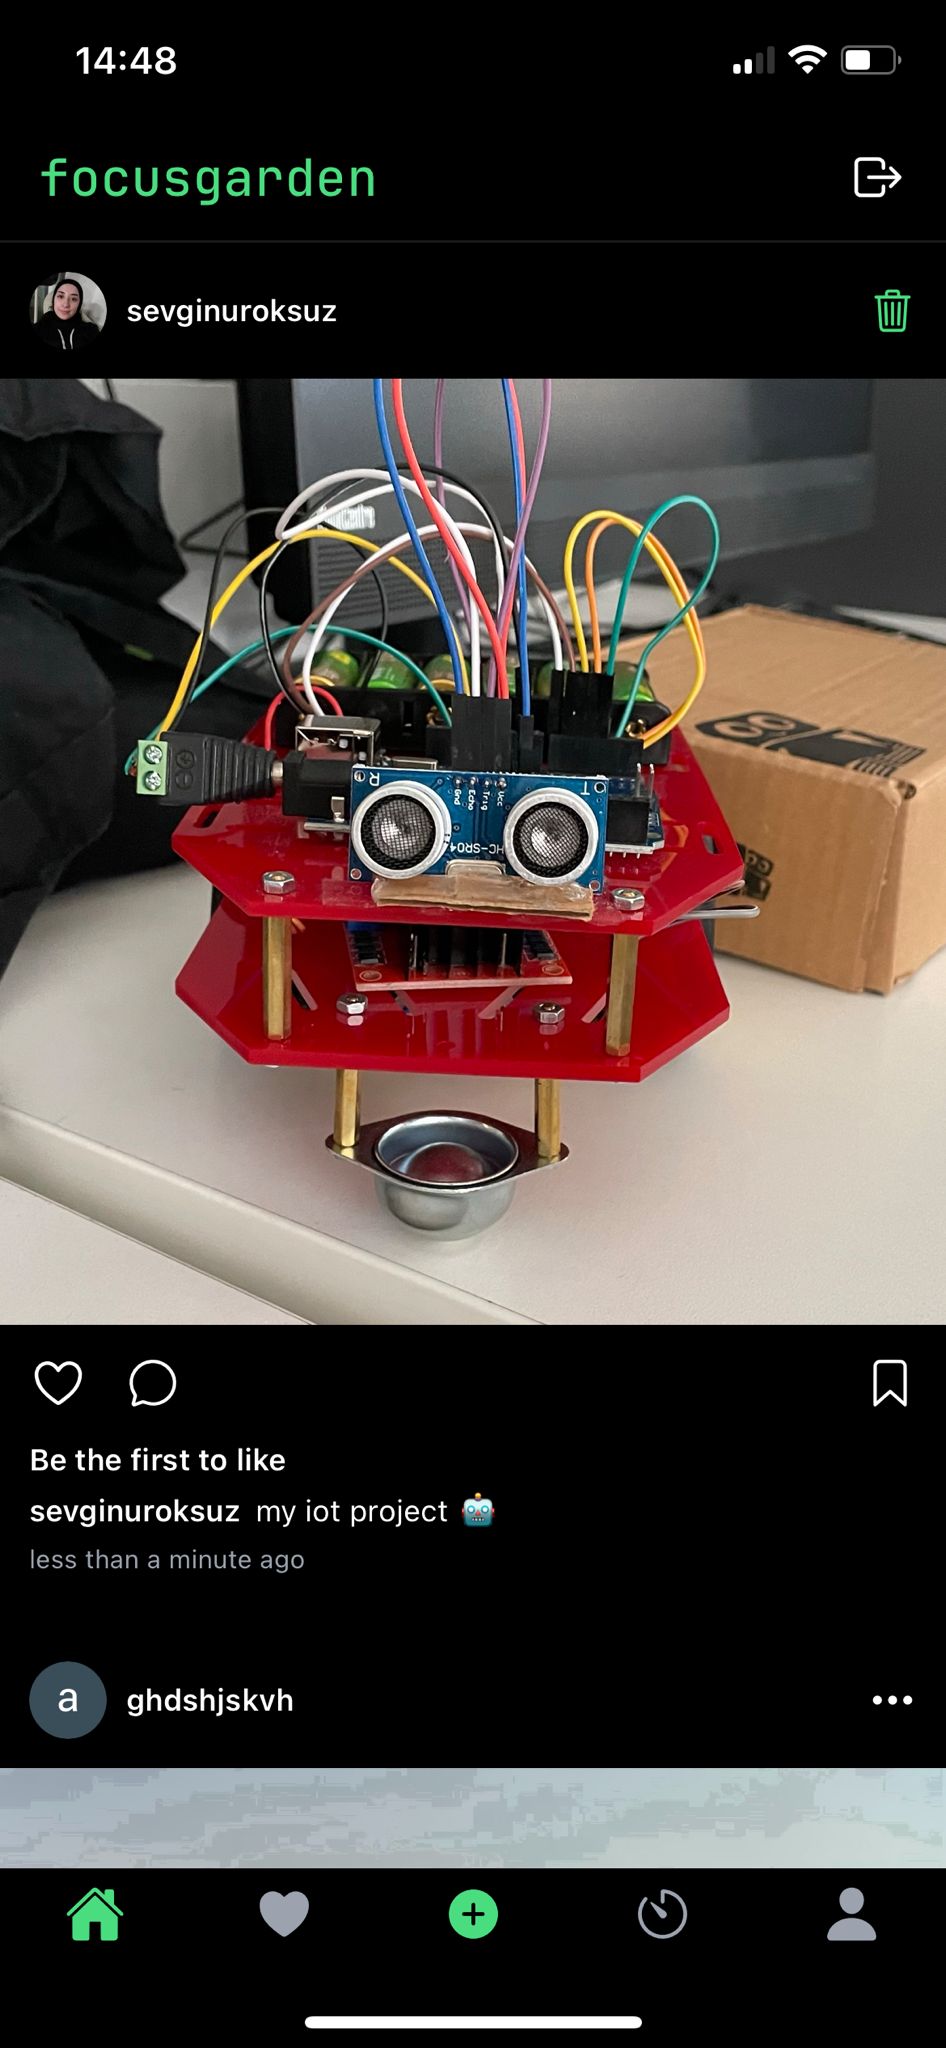 14:48
focusgarden
sevginuroksuz
R
T
Gnd
Echo
Trig
Vcc
HC-SR04
Be the first to like
sevginuroksuz my iot project 🤖
less than a minute ago
a
ghdshjskvh